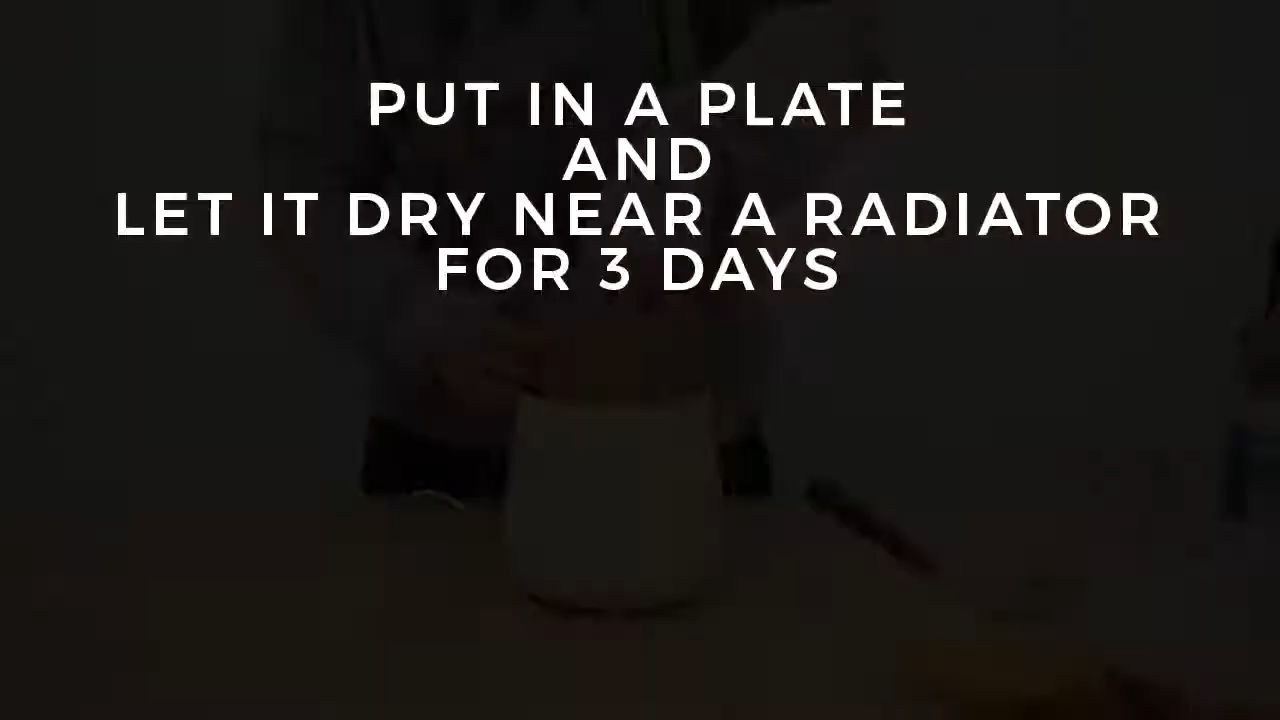 PUT IN A PLATE
AND
LET IT DRY NEAR A RADIATOR
FOR 3 DAYS